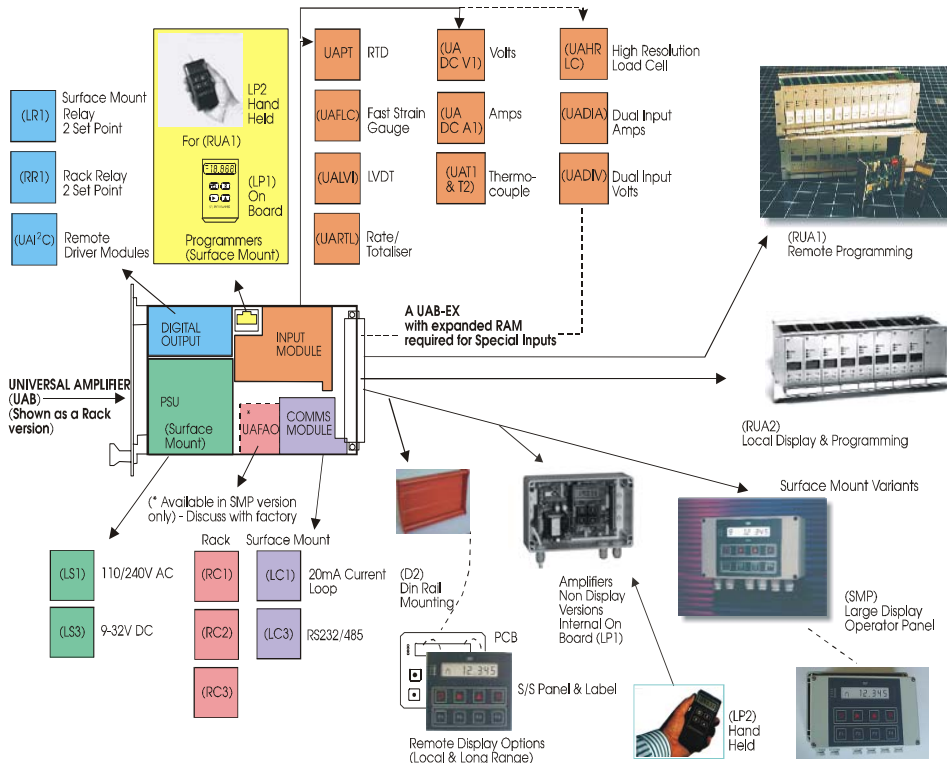 (LR1)
Surface Mount
Relay
2 Set Point
(RR1)
Rack Relay
2 Set Point
(UAI²C)
Remote
Driver Modules
LP2
Hand
Held
For (RUA1)
-18.868
(LP1)
On
Board
Programmers
(Surface Mount)
UAPT
RTD
(UAFLC)
Fast Strain
Gauge
(UALVI)
LVDT
(UARTL)
Rate/
Totaliser
(UA
DC V1)
Volts
(UA
DC A1)
Amps
(UAT1
& T2)
Thermo-
couple
(UAHR
LC)
High Resolution
Load Cell
(UADIA)
Dual Input
Amps
(UADIV)
Dual Input
Volts
(RUA1)
Remote Programming
UNIVERSAL AMPLIFIER
(UAB)
(Shown as a Rack
version)
DIGITAL
OUTPUT
INPUT
MODULE
PSU
(Surface
Mount)
*
UAFAO
COMMS
MODULE
A UAB-EX
with expanded RAM
required for Special Inputs
(RUA2)
Local Display & Programming
(* Available in SMP version
only) - Discuss with factory
(LS1)
110/240V AC
(LS3)
9-32V DC
Rack
(RC1)
(RC2)
(RC3)
Surface Mount
(LC1)
20mA Current
Loop
(LC3)
RS232/485
(D2)
Din Rail
Mounting
PCB
n 12.345
S/S Panel & Label
Remote Display Options
(Local & Long Range)
Amplifiers
Non Display
Versions
Internal On
Board (LP1)
(LP2)
Hand
Held
Surface Mount Variants
12.345
(SMP)
Large Display
Operator Panel
n 12.345